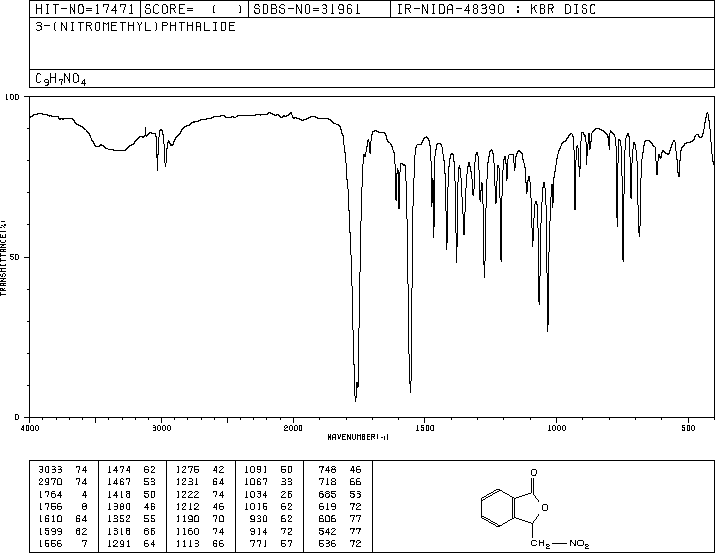 HIT-NO=17471 SCORE= ( ) SDBS-NO=31961 IR-NIDA-48390 : KBR DISC
3-(NITROMETHYL)PHTHALIDE
C9H7NO4
100
50
0
TRANSMITTANCE(%)
4000 3000 2000 1500 1000 500
WAVENUMBER(-1)
3033 74 1474 62 1276 42 1091 50 748 46
2970 74 1467 53 1231 64 1067 33 718 66
1764 4 1418 50 1222 74 1034 26 685 53
1756 8 1380 46 1212 46 1016 62 619 72
1610 64 1352 55 1190 70 930 62 606 77
1599 62 1318 66 1160 74 914 72 542 77
1556 7 1291 64 1113 66 771 57 536 72
O
O
CH2 NO2